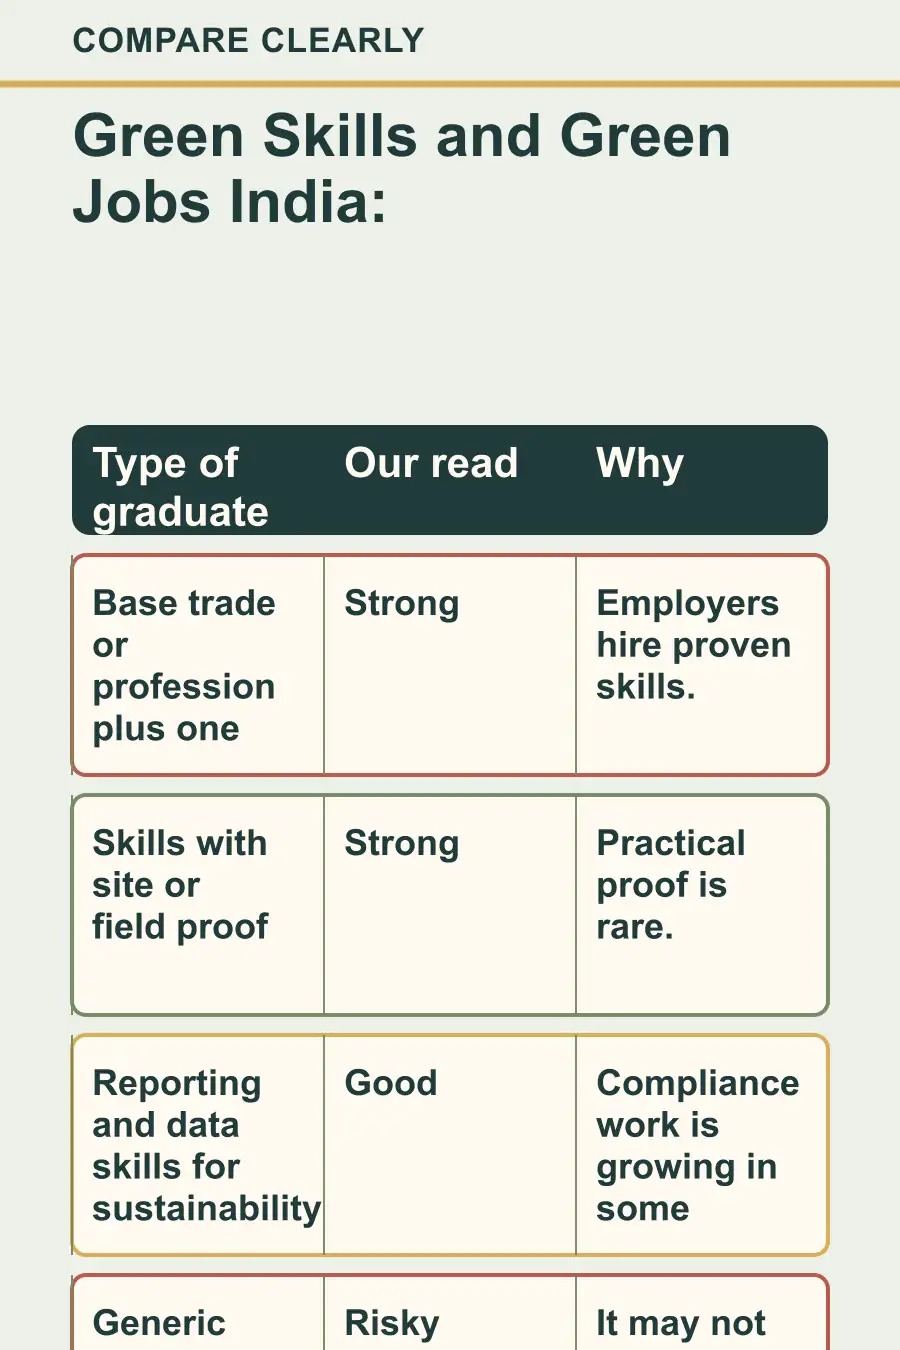 COMPARE CLEARLY
Green Skills and Green
Jobs India:
Type of
graduate
Our read
Why
Base trade
or
profession
plus one
Strong
Employers
hire proven
skills.
Skills with
site or
field proof
Strong
Practical
proof is
rare.
Reporting
and data
skills for
sustainability
Good
Compliance
work is
growing in
some
Generic
Risky
It may not